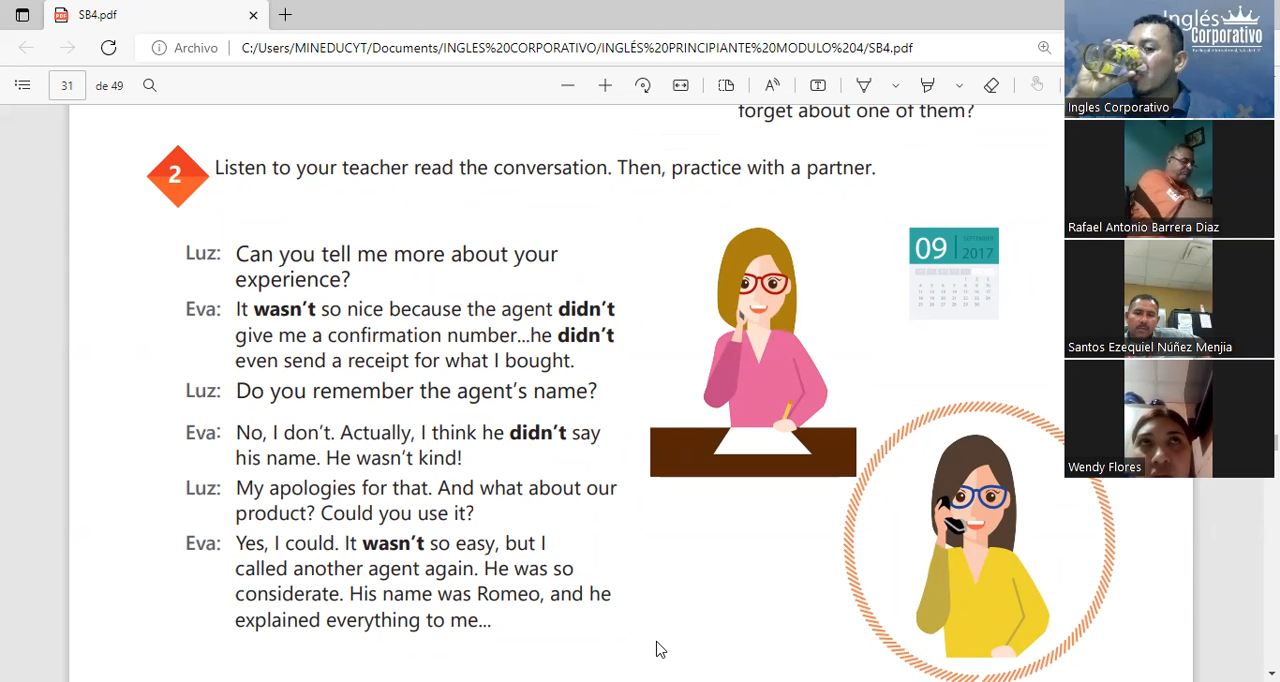 SB4.pdf
Archivo
C:/Users/MINEDUCYT/Documents/INGLES%20CORPORATIVO/INGLÉS%20PRINCIPIANTE%20MODULO%204/SB4.pdf
31 de 49
forget about one of them?
2 Listen to your teacher read the conversation. Then, practice with a partner.
Luz: Can you tell me more about your
experience?
Eva: It wasn't so nice because the agent didn't
give me a confirmation number...he didn't
even send a receipt for what I bought.
Luz: Do you remember the agent's name?
Eva: No, I don't. Actually, I think he didn't say
his name. He wasn't kind!
Luz: My apologies for that. And what about our
product? Could you use it?
Eva: Yes, I could. It wasn't so easy, but I
called another agent again. He was so
considerate. His name was Romeo, and he
explained everything to me...
09 SEPTEMBER
2017
Inglés
Corporativo
Ingles Corporativo
Rafael Antonio Barrera Diaz
Santos Ezequiel Núñez Menjia
Wendy Flores